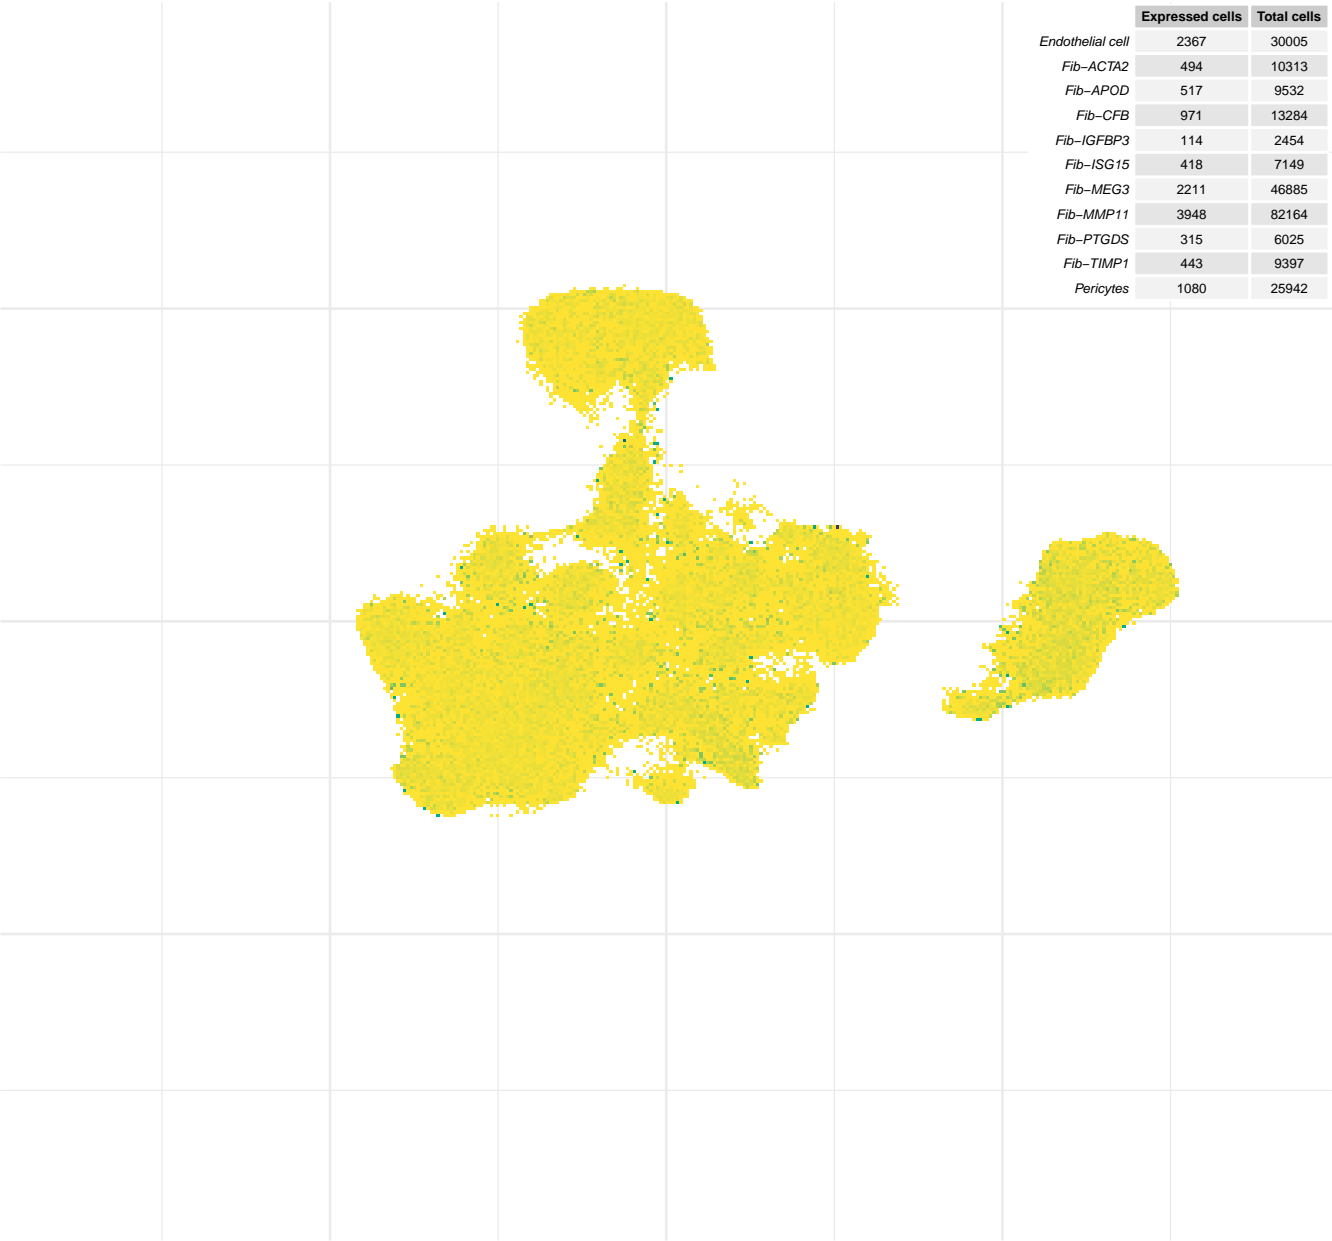 Expressed cells Total cells
Endothelial cell 2367 30005
Fib−ACTA2 494 10313
Fib−APOD 517 9532
Fib−CFB 971 13284
Fib−IGFBP3 114 2454
Fib−ISG15 418 7149
Fib−MEG3 2211 46885
Fib−MMP11 3948 82164
Fib−PTGDS 315 6025
Fib−TIMP1 443 9397
Pericytes 1080 25942